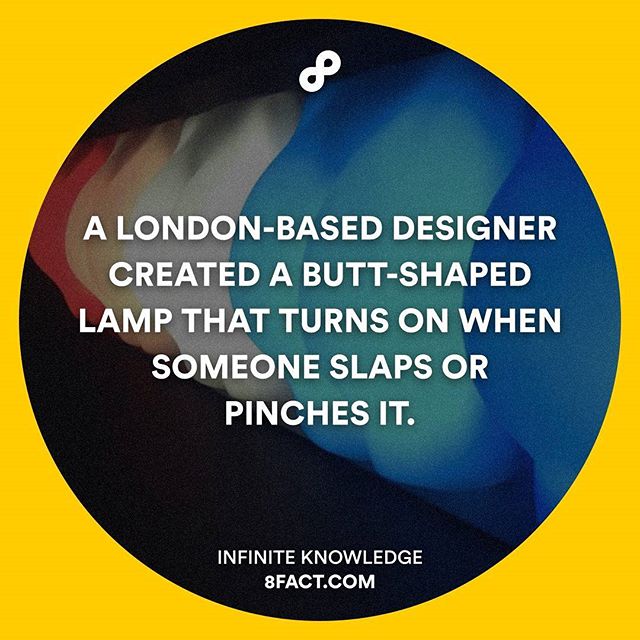 A LONDON-BASED DESIGNER
CREATED A BUTT-SHAPED
LAMP THAT TURNS ON WHEN
SOMEONE SLAPS OR
PINCHES IT.
INFINITE KNOWLEDGE
8FACT.COM